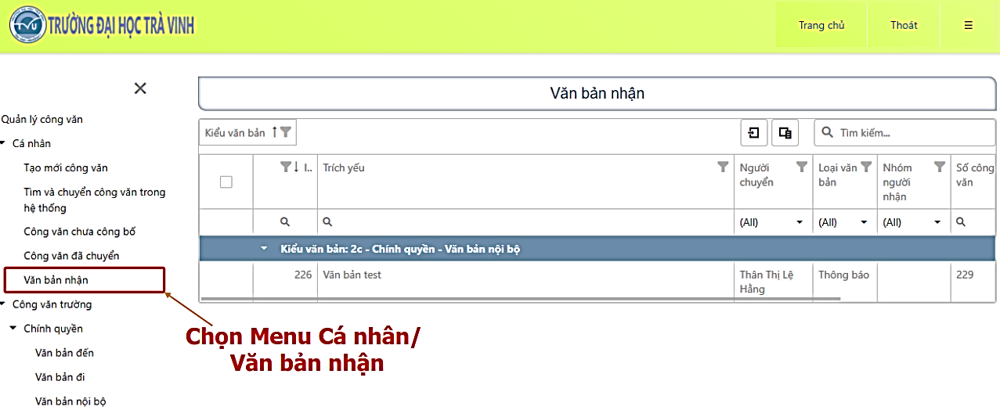 TRƯỜNG ĐẠI HỌC TRÀ VINH
Trang chủ
Thoát
Quản lý công văn
Cá nhân
Tạo mới công văn
Tìm và chuyển công văn trong
hệ thống
Công văn chưa công bố
Công văn đã chuyển
Văn bản nhận
Công văn trường
Chính quyền
Văn bản đến
Văn bản đi
Văn bản nội bộ
Văn bản nhận
Kiểu văn bản
Tìm kiếm...
I..
Trích yếu
Người
chuyển
Loại văn
bản
Nhóm
người
nhận
Số công
văn
(All)
(All)
(All)
Kiểu văn bản: 2c - Chính quyền - Văn bản nội bộ
226
Văn bản test
Thân Thị Lệ
Hằng
Thông báo
229
Chọn Menu Cá nhân/
Văn bản nhận